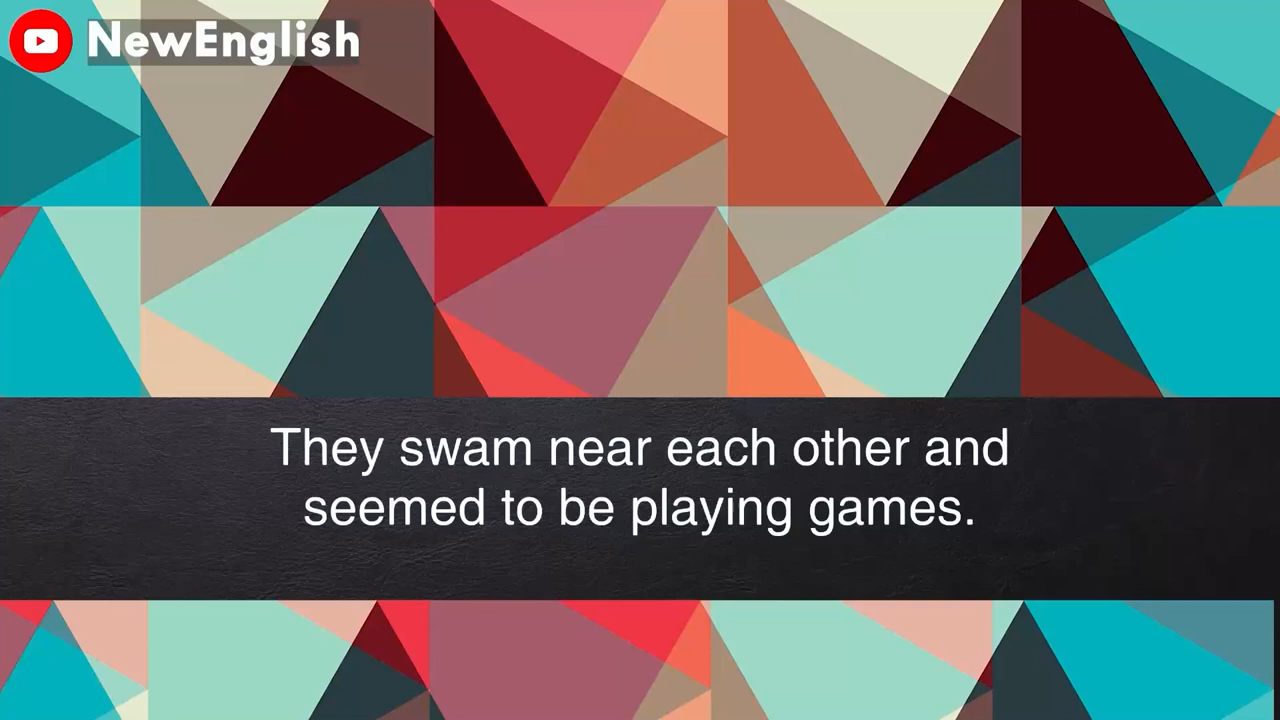 NewEnglish
They swam near each other and
seemed to be playing games.